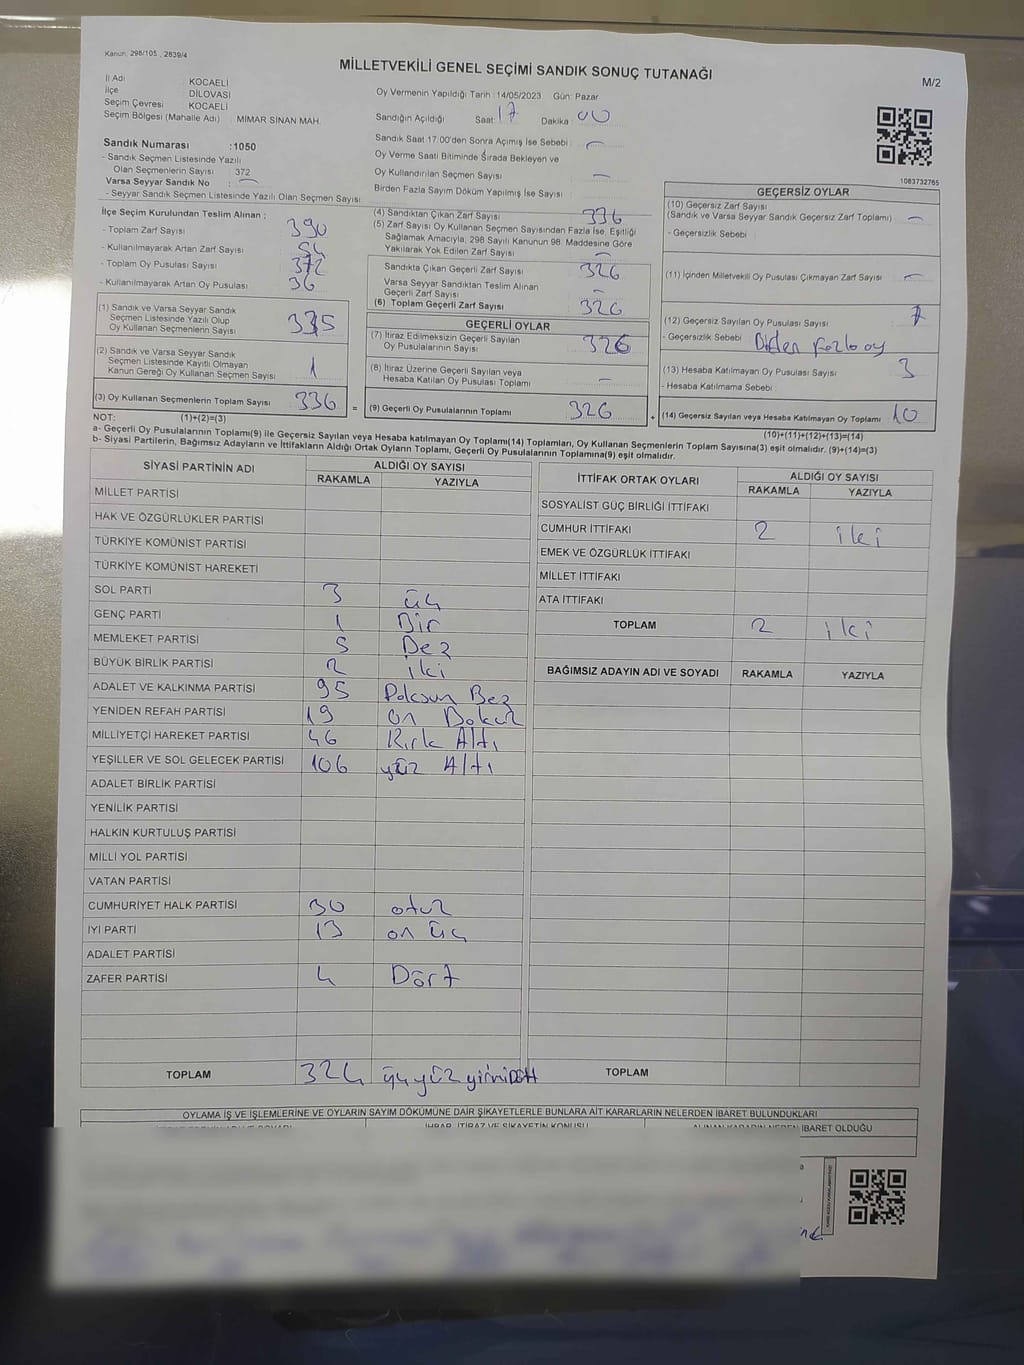 Kanun: 298/105 , 2839/4
MİLLETVEKİLİ GENEL SEÇİMİ SANDIK SONUÇ TUTANAĞI
M/2
İl Adı : KOCAELİ
İlçe : DİLOVASI
Seçim Çevresi : KOCAELİ
Seçim Bölgesi (Mahalle Adı) : MİMAR SİNAN MAH.
Sandık Numarası :1050
- Sandık Seçmen Listesinde Yazılı
Olan Seçmenlerin Sayısı : 372
Varsa Seyyar Sandık No : —
- Seyyar Sandık Seçmen Listesinde Yazılı Olan Seçmen Sayısı
Oy Vermenin Yapıldığı Tarih :14/05/2023 Gün: Pazar
Sandığın Açıldığı Saat: 17 Dakika : 00
Sandık Saat 17:00'den Sonra Açımış İse Sebebi : —
Oy Verme Saati Bitiminde Sırada Bekleyen ve
Oy Kullandırılan Seçmen Sayısı : —
Birden Fazla Sayım Döküm Yapılmış İse Sayısı :
1083732765
İlçe Seçim Kurulundan Teslim Alınan :
- Toplam Zarf Sayısı : 390
- Kullanılmayarak Artan Zarf Sayısı : 54
- Toplam Oy Pusulası Sayısı : 372
- Kullanılmayarak Artan Oy Pusulası : 36
(1) Sandık ve Varsa Seyyar Sandık
Seçmen Listesinde Yazılı Olup
Oy Kullanan Seçmenlerin Sayısı : 335
(2) Sandık ve Varsa Seyyar Sandık
Seçmen Listesinde Kayıtlı Olmayan
Kanun Gereği Oy Kullanan Seçmen Sayısı : 1
(3) Oy Kullanan Seçmenlerin Toplam Sayısı : 336
(4) Sandıktan Çıkan Zarf Sayısı : 336
(5) Zarf Sayısı Oy Kullanan Seçmen Sayısından Fazla İse, Eşitliği
Sağlamak Amacıyla, 298 Sayılı Kanunun 98. Maddesine Göre
Yakılarak Yok Edilen Zarf Sayısı : —
Sandıkta Çıkan Geçerli Zarf Sayısı : 326
Varsa Seyyar Sandıktan Teslim Alınan
Geçerli Zarf Sayısı : —
(6) Toplam Geçerli Zarf Sayısı : 326
GEÇERLİ OYLAR
(7) İtiraz Edilmeksizin Geçerli Sayılan
Oy Pusulalarının Sayısı : 326
(8) İtiraz Üzerine Geçerli Sayılan veya
Hesaba Katılan Oy Pusulası Toplamı : —
= (9) Geçerli Oy Pusulalarının Toplamı : 326
GEÇERSİZ OYLAR
(10) Geçersiz Zarf Sayısı :
(Sandık ve Varsa Seyyar Sandık Geçersiz Zarf Toplamı) —
- Geçersizlik Sebebi :
(11) İçinden Milletvekili Oy Pusulası Çıkmayan Zarf Sayısı : —
(12) Geçersiz Sayılan Oy Pusulası Sayısı : 7
- Geçersizlik Sebebi : Birden fazla oy
(13) Hesaba Katılmayan Oy Pusulası Sayısı : 3
- Hesaba Katılmama Sebebi :
+ (14) Geçersiz Sayılan veya Hesaba Katılmayan Oy Toplamı : 10
NOT: (1)+(2)=(3)
(10)+(11)+(12)+(13)=(14)
a- Geçerli Oy Pusulalarının Toplamı(9) ile Geçersiz Sayılan veya Hesaba katılmayan Oy Toplamı(14) Toplamları, Oy Kullanan Seçmenlerin Toplam Sayısına(3) eşit olmalıdır. (9)+(14)=(3)
b- Siyasi Partilerin, Bağımsız Adayların ve İttifakların Aldığı Ortak Oyların Toplamı, Geçerli Oy Pusulalarının Toplamına(9) eşit olmalıdır.
SİYASİ PARTİNİN ADI ALDIĞI OY SAYISI
RAKAMLA YAZIYLA
MİLLET PARTİSİ
HAK VE ÖZGÜRLÜKLER PARTİSİ
TÜRKİYE KOMÜNİST PARTİSİ
TÜRKİYE KOMÜNİST HAREKETİ
SOL PARTİ 3 üç
GENÇ PARTİ 1 Bir
MEMLEKET PARTİSİ 5 Beş
BÜYÜK BİRLİK PARTİSİ 2 iki
ADALET VE KALKINMA PARTİSİ 95 Doksan Beş
YENİDEN REFAH PARTİSİ 19 on Dokuz
MİLLİYETÇİ HAREKET PARTİSİ 46 Kırk Altı
YEŞİLLER VE SOL GELECEK PARTİSİ 106 yüz Altı
ADALET BİRLİK PARTİSİ
YENİLİK PARTİSİ
HALKIN KURTULUŞ PARTİSİ
MİLLİ YOL PARTİSİ
VATAN PARTİSİ
CUMHURİYET HALK PARTİSİ 30 otuz
İYİ PARTİ 13 on üç
ADALET PARTİSİ
ZAFER PARTİSİ 4 Dört
TOPLAM 324 üçyüz yirmiDört
İTTİFAK ORTAK OYLARI ALDIĞI OY SAYISI
RAKAMLA YAZIYLA
SOSYALİST GÜÇ BİRLİĞİ İTTİFAKI
CUMHUR İTTİFAKI 2 iki
EMEK VE ÖZGÜRLÜK İTTİFAKI
MİLLET İTTİFAKI
ATA İTTİFAKI
TOPLAM 2 iki
BAĞIMSIZ ADAYIN ADI VE SOYADI RAKAMLA YAZIYLA
TOPLAM
OYLAMA İŞ VE İŞLEMLERİNE VE OYLARIN SAYIM DÖKÜMÜNE DAİR ŞİKAYETLERLE BUNLARA AİT KARARLARIN NELERDEN İBARET BULUNDUKLARI
İHBAR, İTİRAZ VE ŞİKAYETİN KONUSU
ALINAN KARARIN NEDEN İBARET OLDUĞU